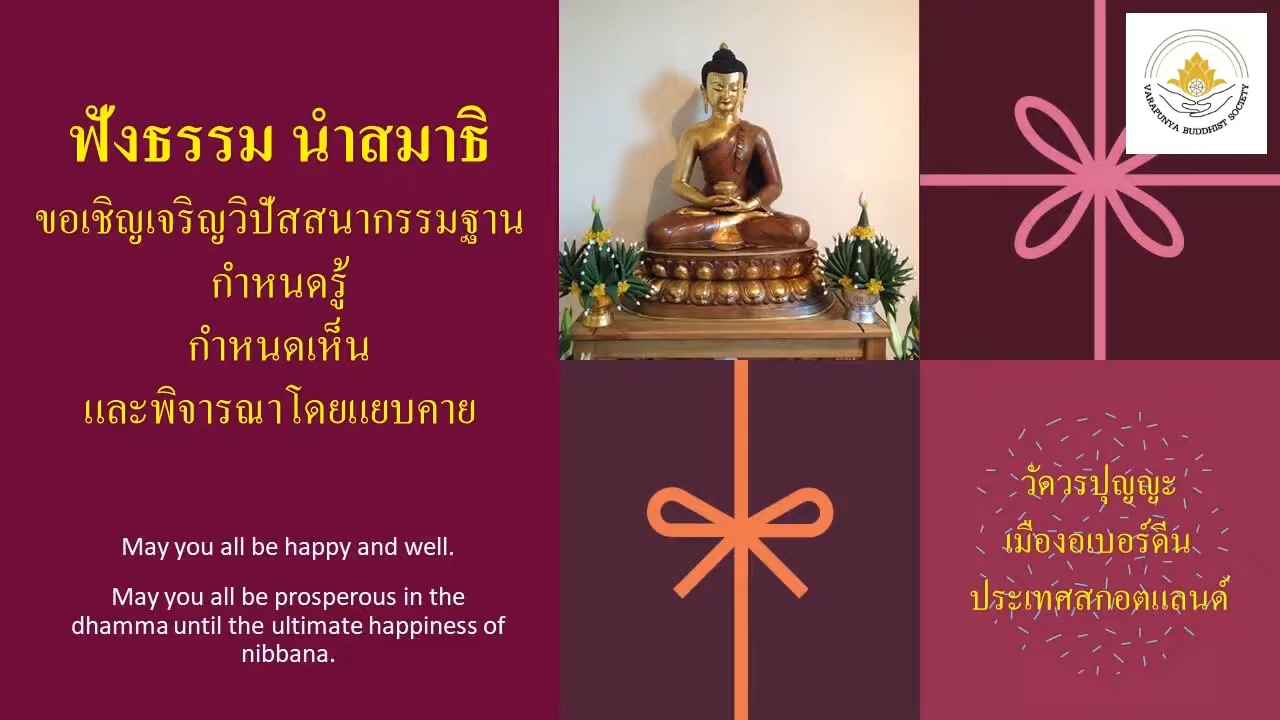 ฟังธรรม นำสมาธิ
ขอเชิญเจริญวิปัสสนากรรมฐาน
กำหนดรู้
กำหนดเห็น
และพิจารณาโดยแยบคาย
May you all be happy and well.
May you all be prosperous in the
dhamma until the ultimate happiness of
nibbana.
VARAPUNYA BUDDHIST SOCIETY
วัดวรปุญญะ
เมืองอเบอร์ดีน
ประเทศสกอตแลนด์